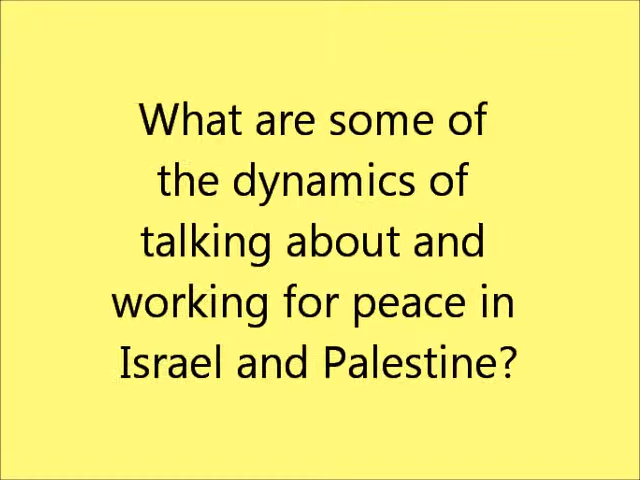 What are some of
the dynamics of
talking about and
working for peace in
Israel and Palestine?